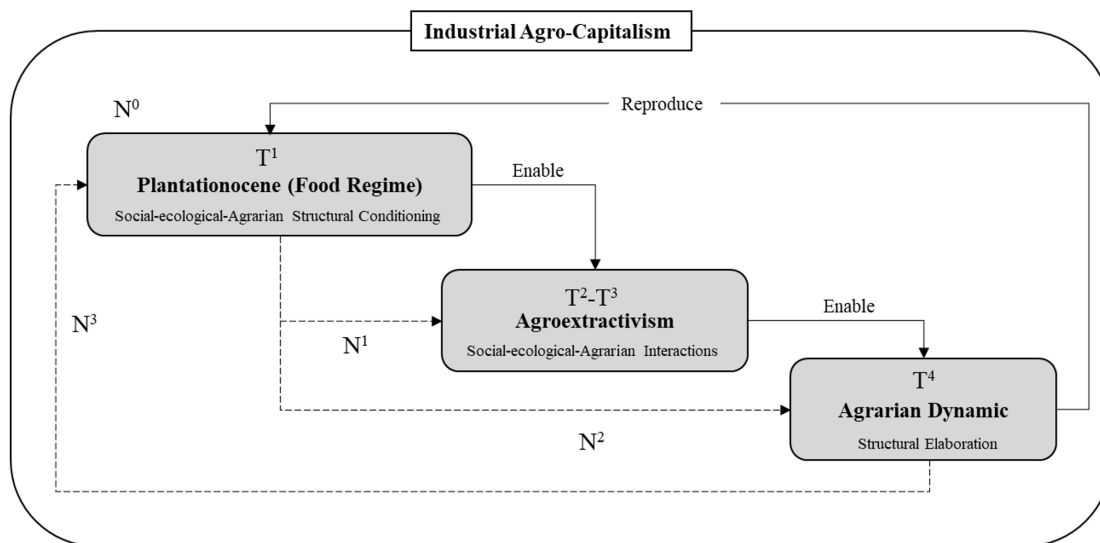 Industrial Agro-Capitalism
N⁰
Reproduce
T¹
Plantationocene (Food Regime)
Social-ecological-Agrarian Structural Conditioning
Enable
T²-T³
Agroextractivism
Social-ecological-Agrarian Interactions
Enable
N³
N¹
T⁴
Agrarian Dynamic
Structural Elaboration
N²